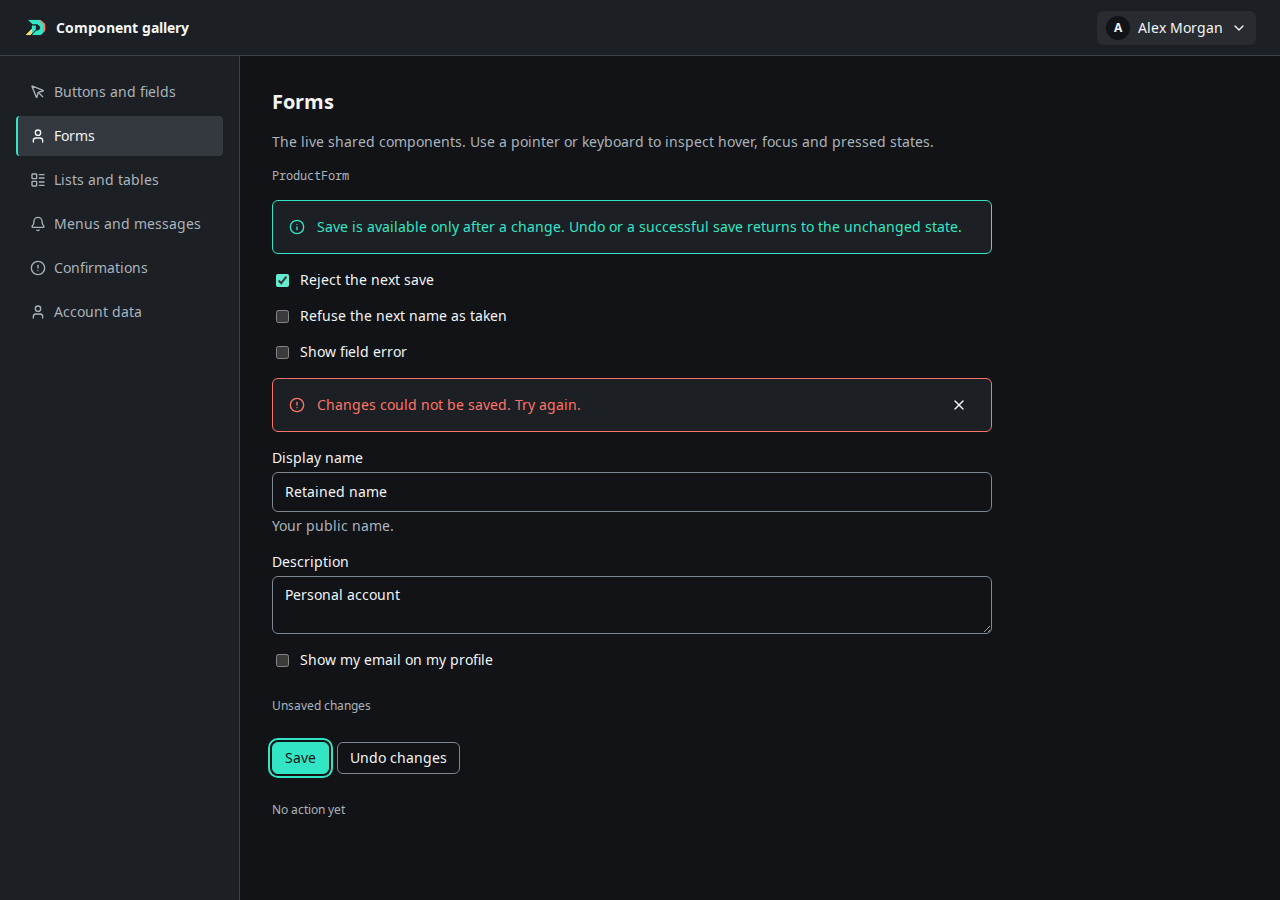 Component gallery
A
Alex Morgan
Buttons and fields
Forms
Lists and tables
Menus and messages
Confirmations
Account data
Forms
The live shared components. Use a pointer or keyboard to inspect hover, focus and pressed states.
ProductForm
Save is available only after a change. Undo or a successful save returns to the unchanged state.
Reject the next save
Refuse the next name as taken
Show field error
Changes could not be saved. Try again.
Display name
Retained name
Your public name.
Description
Personal account
Show my email on my profile
Unsaved changes
Save
Undo changes
No action yet